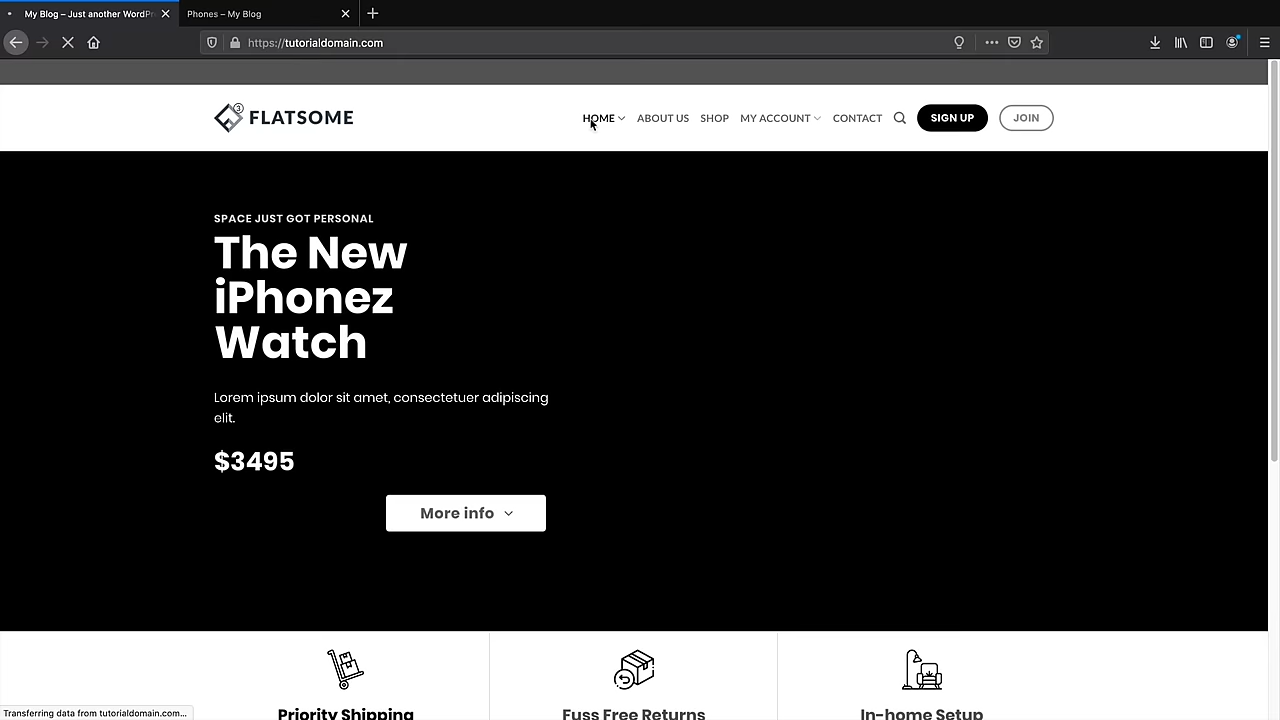 My Blog – Just another WordPr
Phones – My Blog
https://tutorialdomain.com
3
FLATSOME
HOME
ABOUT US
SHOP
MY ACCOUNT
CONTACT
SIGN UP
JOIN
SPACE JUST GOT PERSONAL
The New
iPhonez
Watch
Lorem ipsum dolor sit amet, consectetuer adipiscing
elit.
$3495
More info
Priority Shipping
Fuss Free Returns
In-home Setup
Transferring data from tutorialdomain.com...